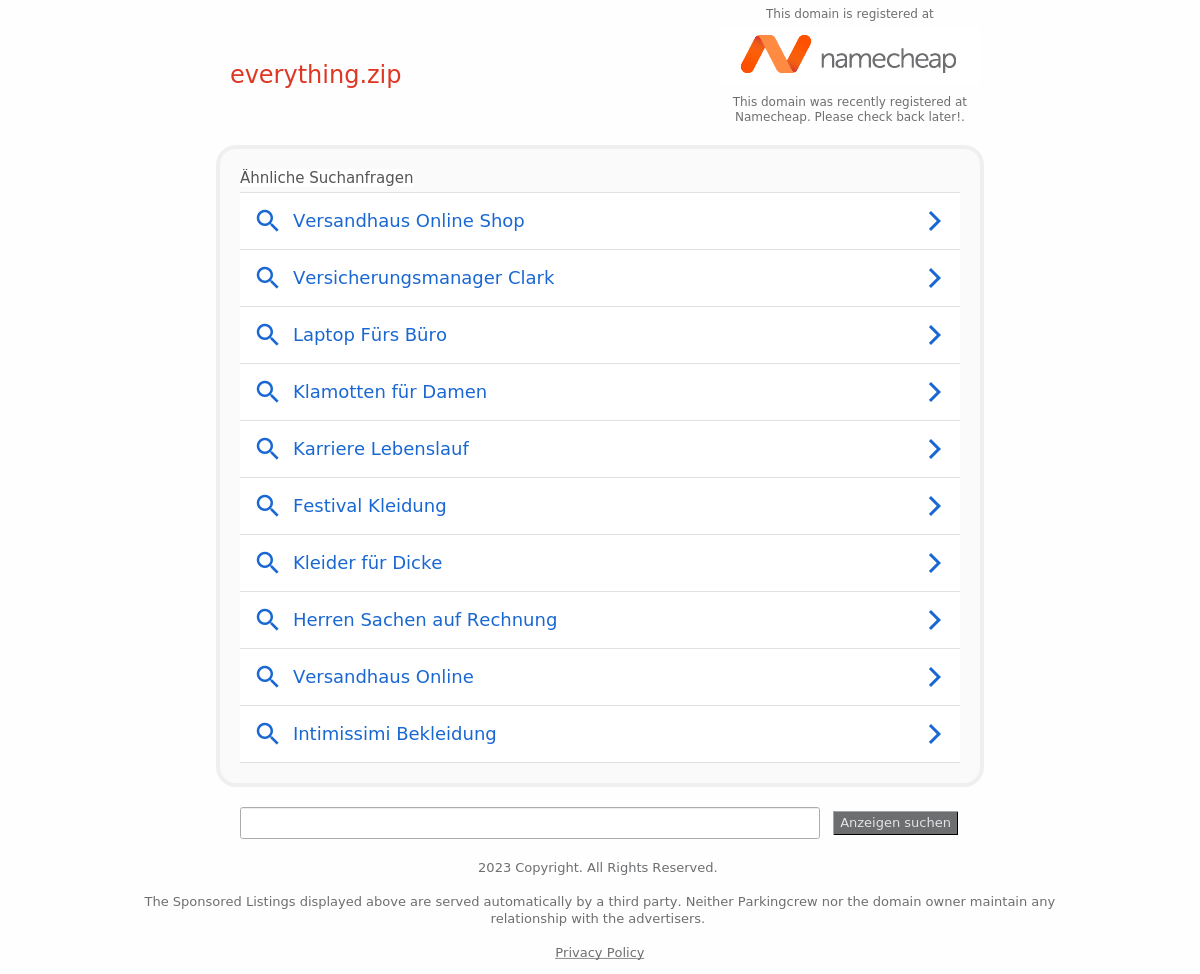 This domain is registered at
namecheap
everything.zip
This domain was recently registered at
Namecheap. Please check back later!.
Ähnliche Suchanfragen
Versandhaus Online Shop
Versicherungsmanager Clark
Laptop Fürs Büro
Klamotten für Damen
Karriere Lebenslauf
Festival Kleidung
Kleider für Dicke
Herren Sachen auf Rechnung
Versandhaus Online
Intimissimi Bekleidung
Anzeigen suchen
2023 Copyright. All Rights Reserved.
The Sponsored Listings displayed above are served automatically by a third party. Neither Parkingcrew nor the domain owner maintain any
relationship with the advertisers.
Privacy Policy